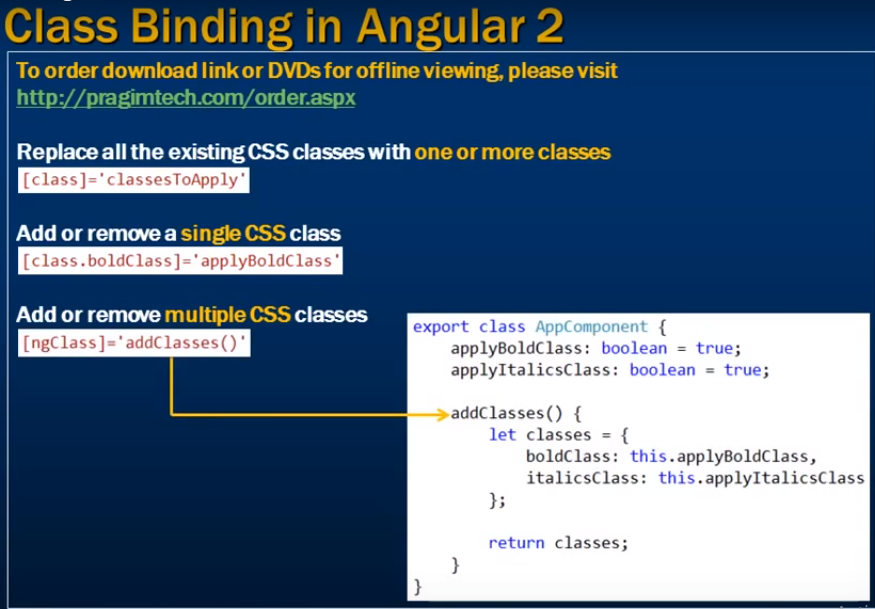 Class Binding in Angular 2
To order download link or DVDs for offline viewing, please visit
http://pragimtech.com/order.aspx
Replace all the existing CSS classes with one or more classes
[class]='classesToApply'
Add or remove a single CSS class
[class.boldClass]='applyBoldClass'
Add or remove multiple CSS classes
[ngClass]='addClasses()'
export class AppComponent {
applyBoldClass: boolean = true;
applyItalicsClass: boolean = true;
addClasses() {
let classes = {
boldClass: this.applyBoldClass,
italicsClass: this.applyItalicsClass
};
return classes;
}
}